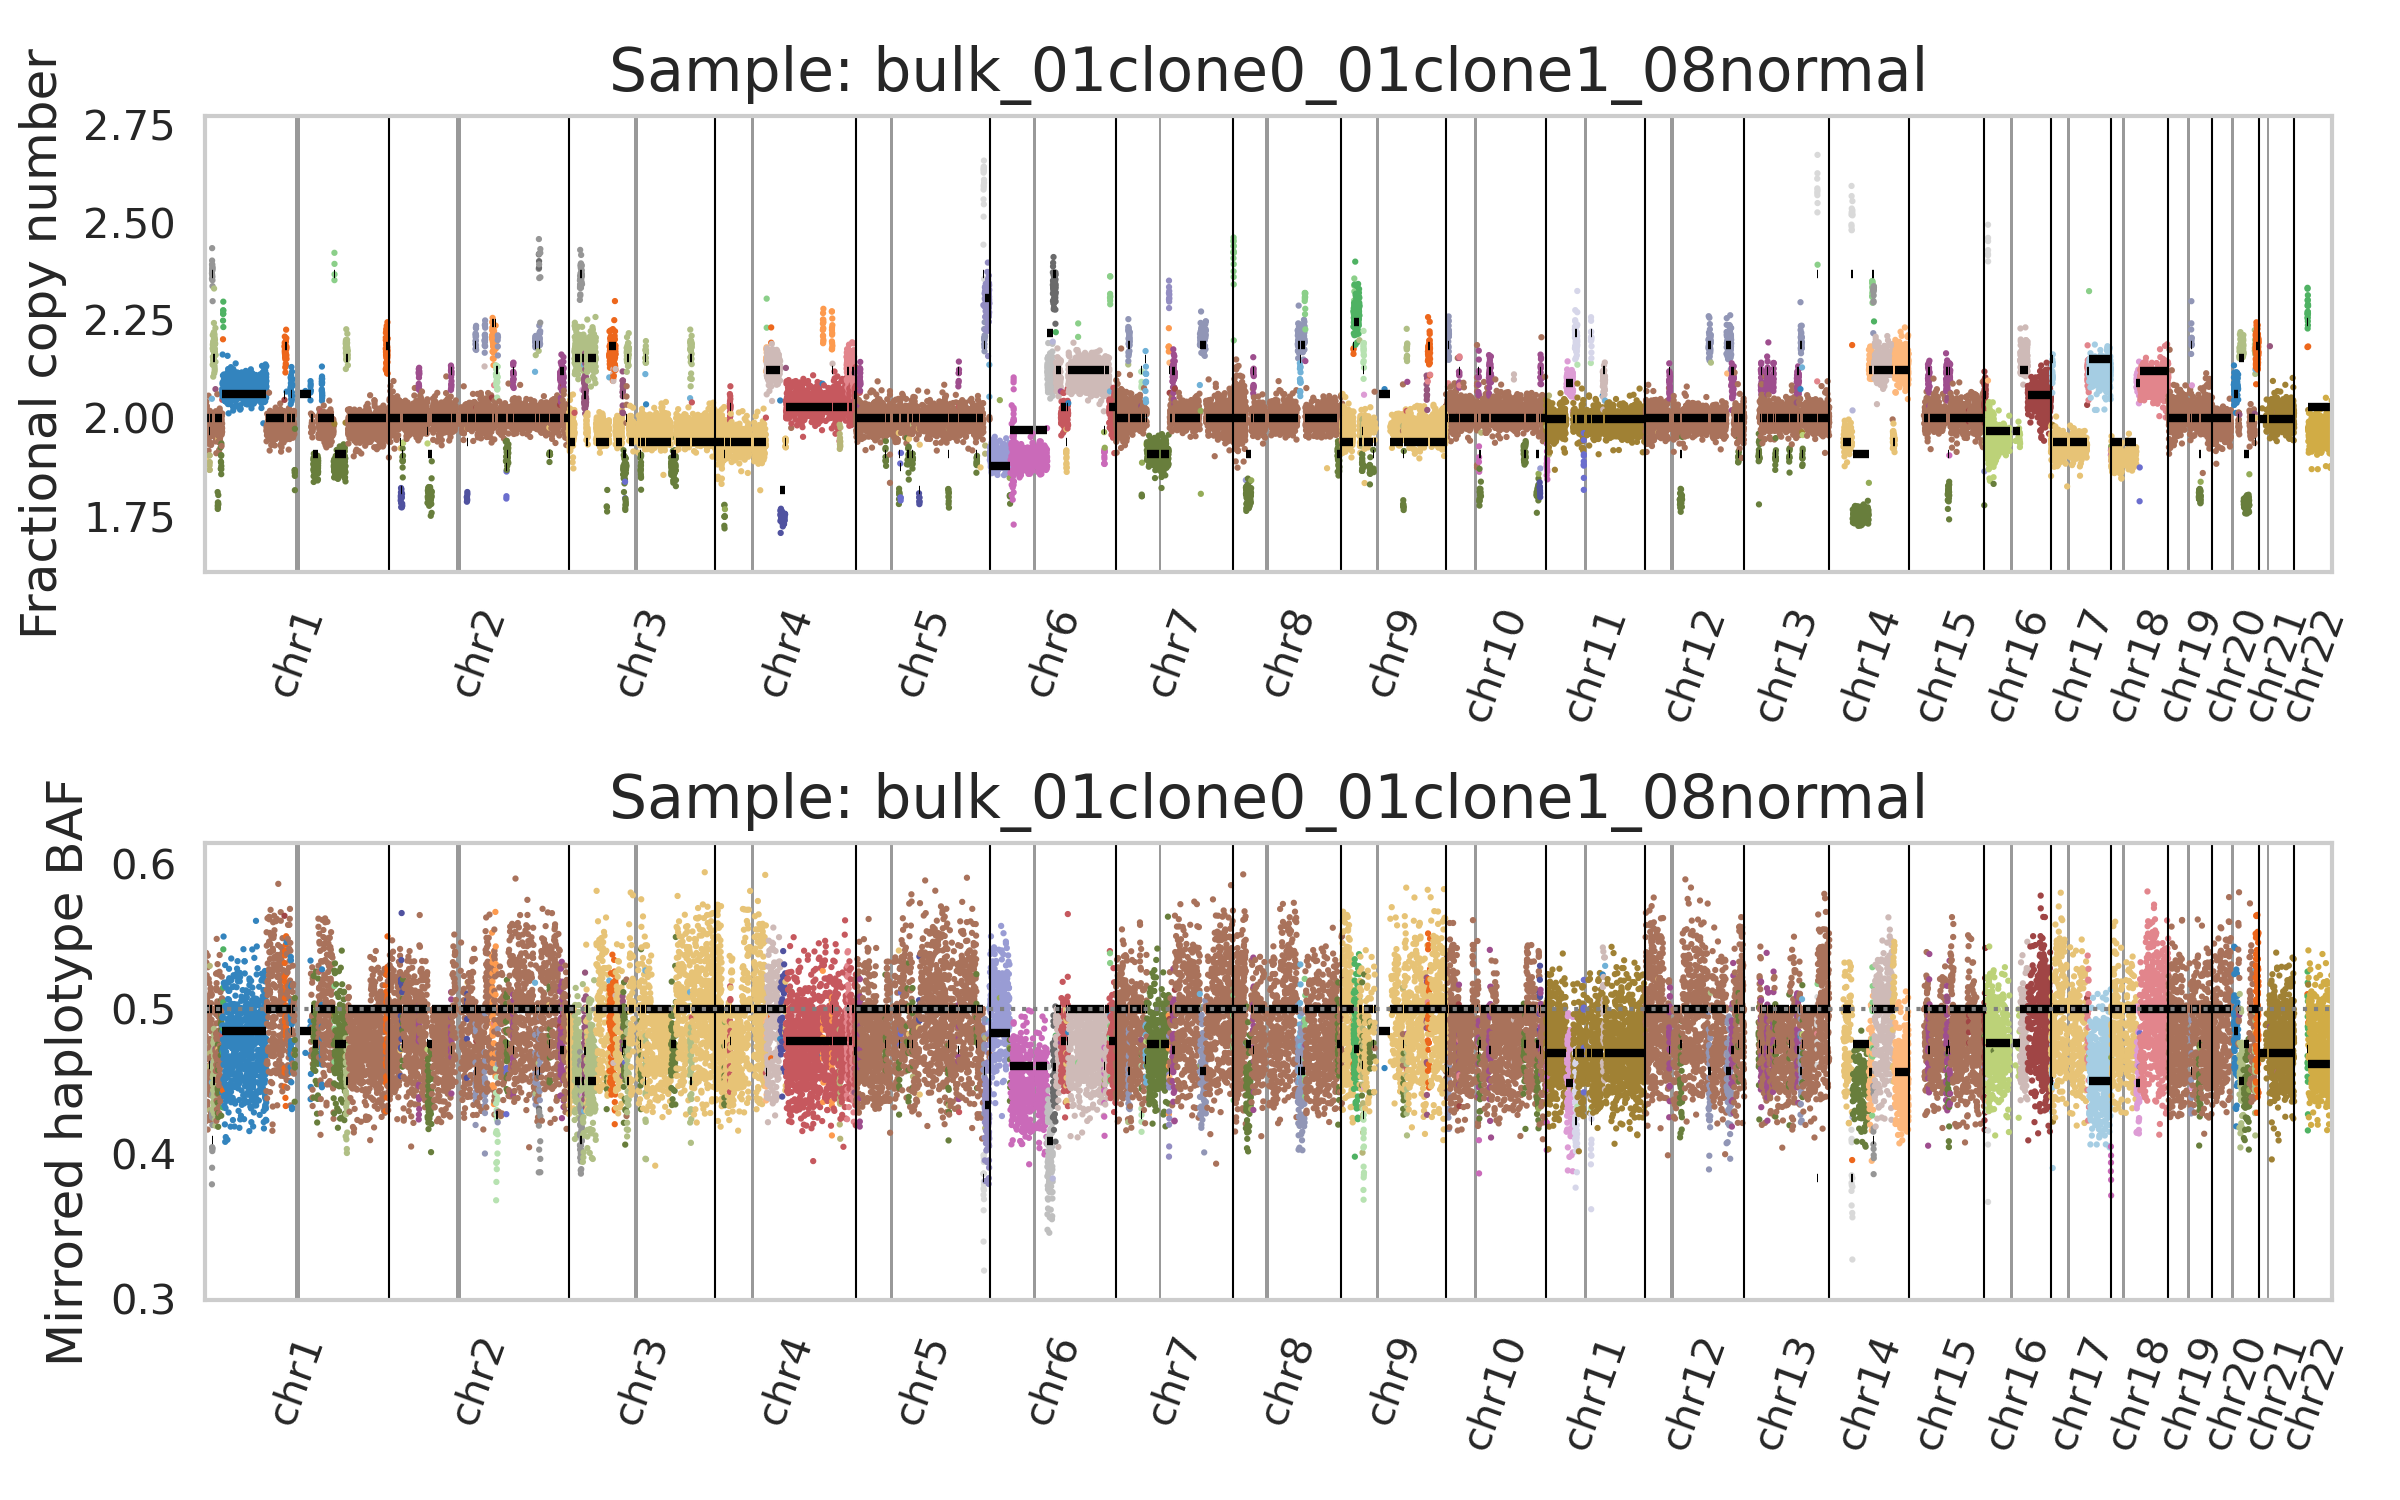 Sample: bulk_01clone0_01clone1_08normal
Fractional copy number
2.75
2.50
2.25
2.00
1.75
chr1 chr2 chr3 chr4 chr5 chr6 chr7 chr8 chr9 chr10 chr11 chr12 chr13 chr14 chr15 chr16 chr17 chr18 chr19 chr20 chr21 chr22
Sample: bulk_01clone0_01clone1_08normal
Mirrored haplotype BAF
0.6
0.5
0.4
0.3
chr1 chr2 chr3 chr4 chr5 chr6 chr7 chr8 chr9 chr10 chr11 chr12 chr13 chr14 chr15 chr16 chr17 chr18 chr19 chr20 chr21 chr22